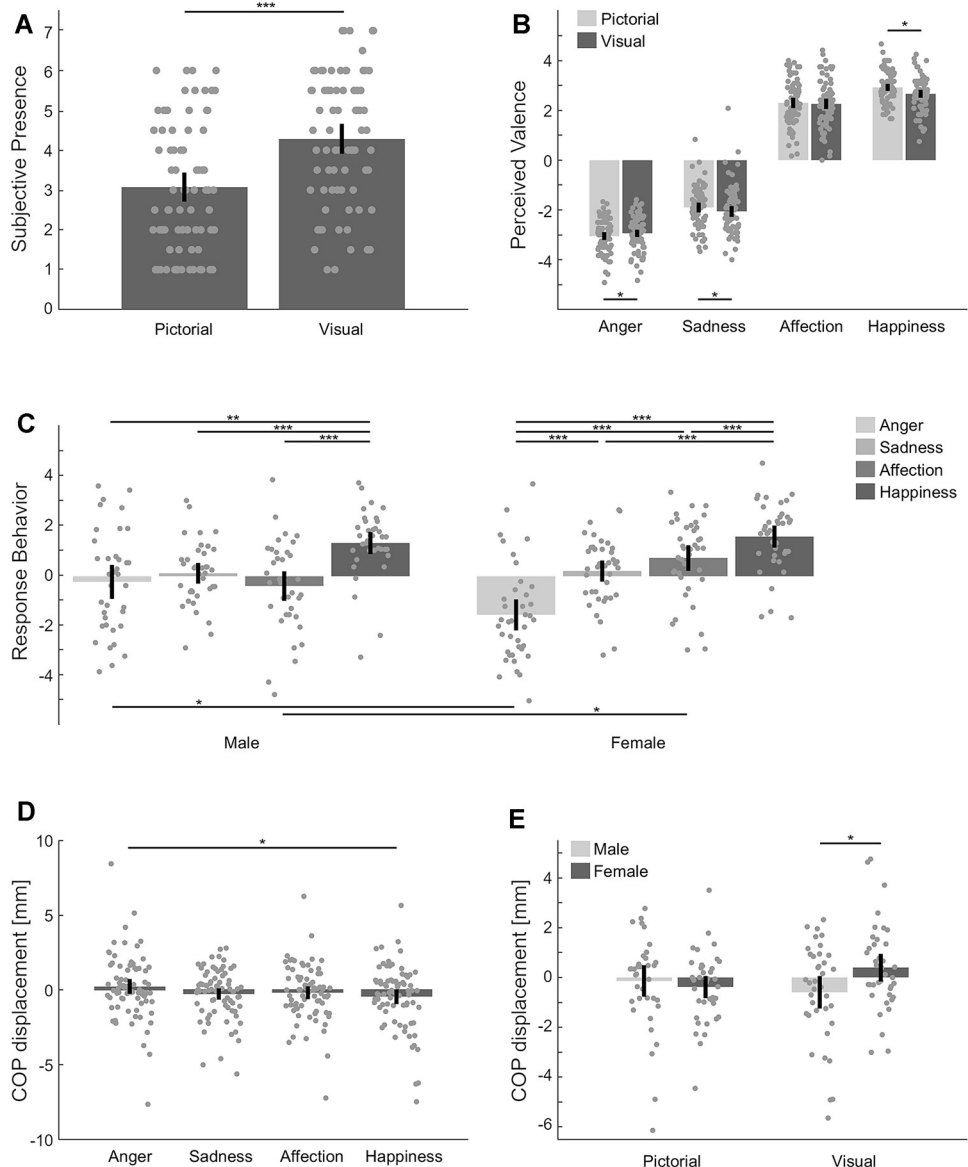 A
***
7
6
5
4
3
2
1
0
Subjective Presence
Pictorial
Visual
B
Pictorial
Visual
*
4
2
0
-2
-4
Perceived Valence
*
*
Anger
Sadness
Affection
Happiness
C
**
***
***
***
***
***
***
***
Anger
Sadness
Affection
Happiness
4
2
0
-2
-4
Response Behavior
*
*
Male
Female
D
10
5
0
-5
-10
COP displacement [mm]
*
Anger
Sadness
Affection
Happiness
E
Male
Female
*
4
2
0
-2
-4
-6
COP displacement [mm]
Pictorial
Visual